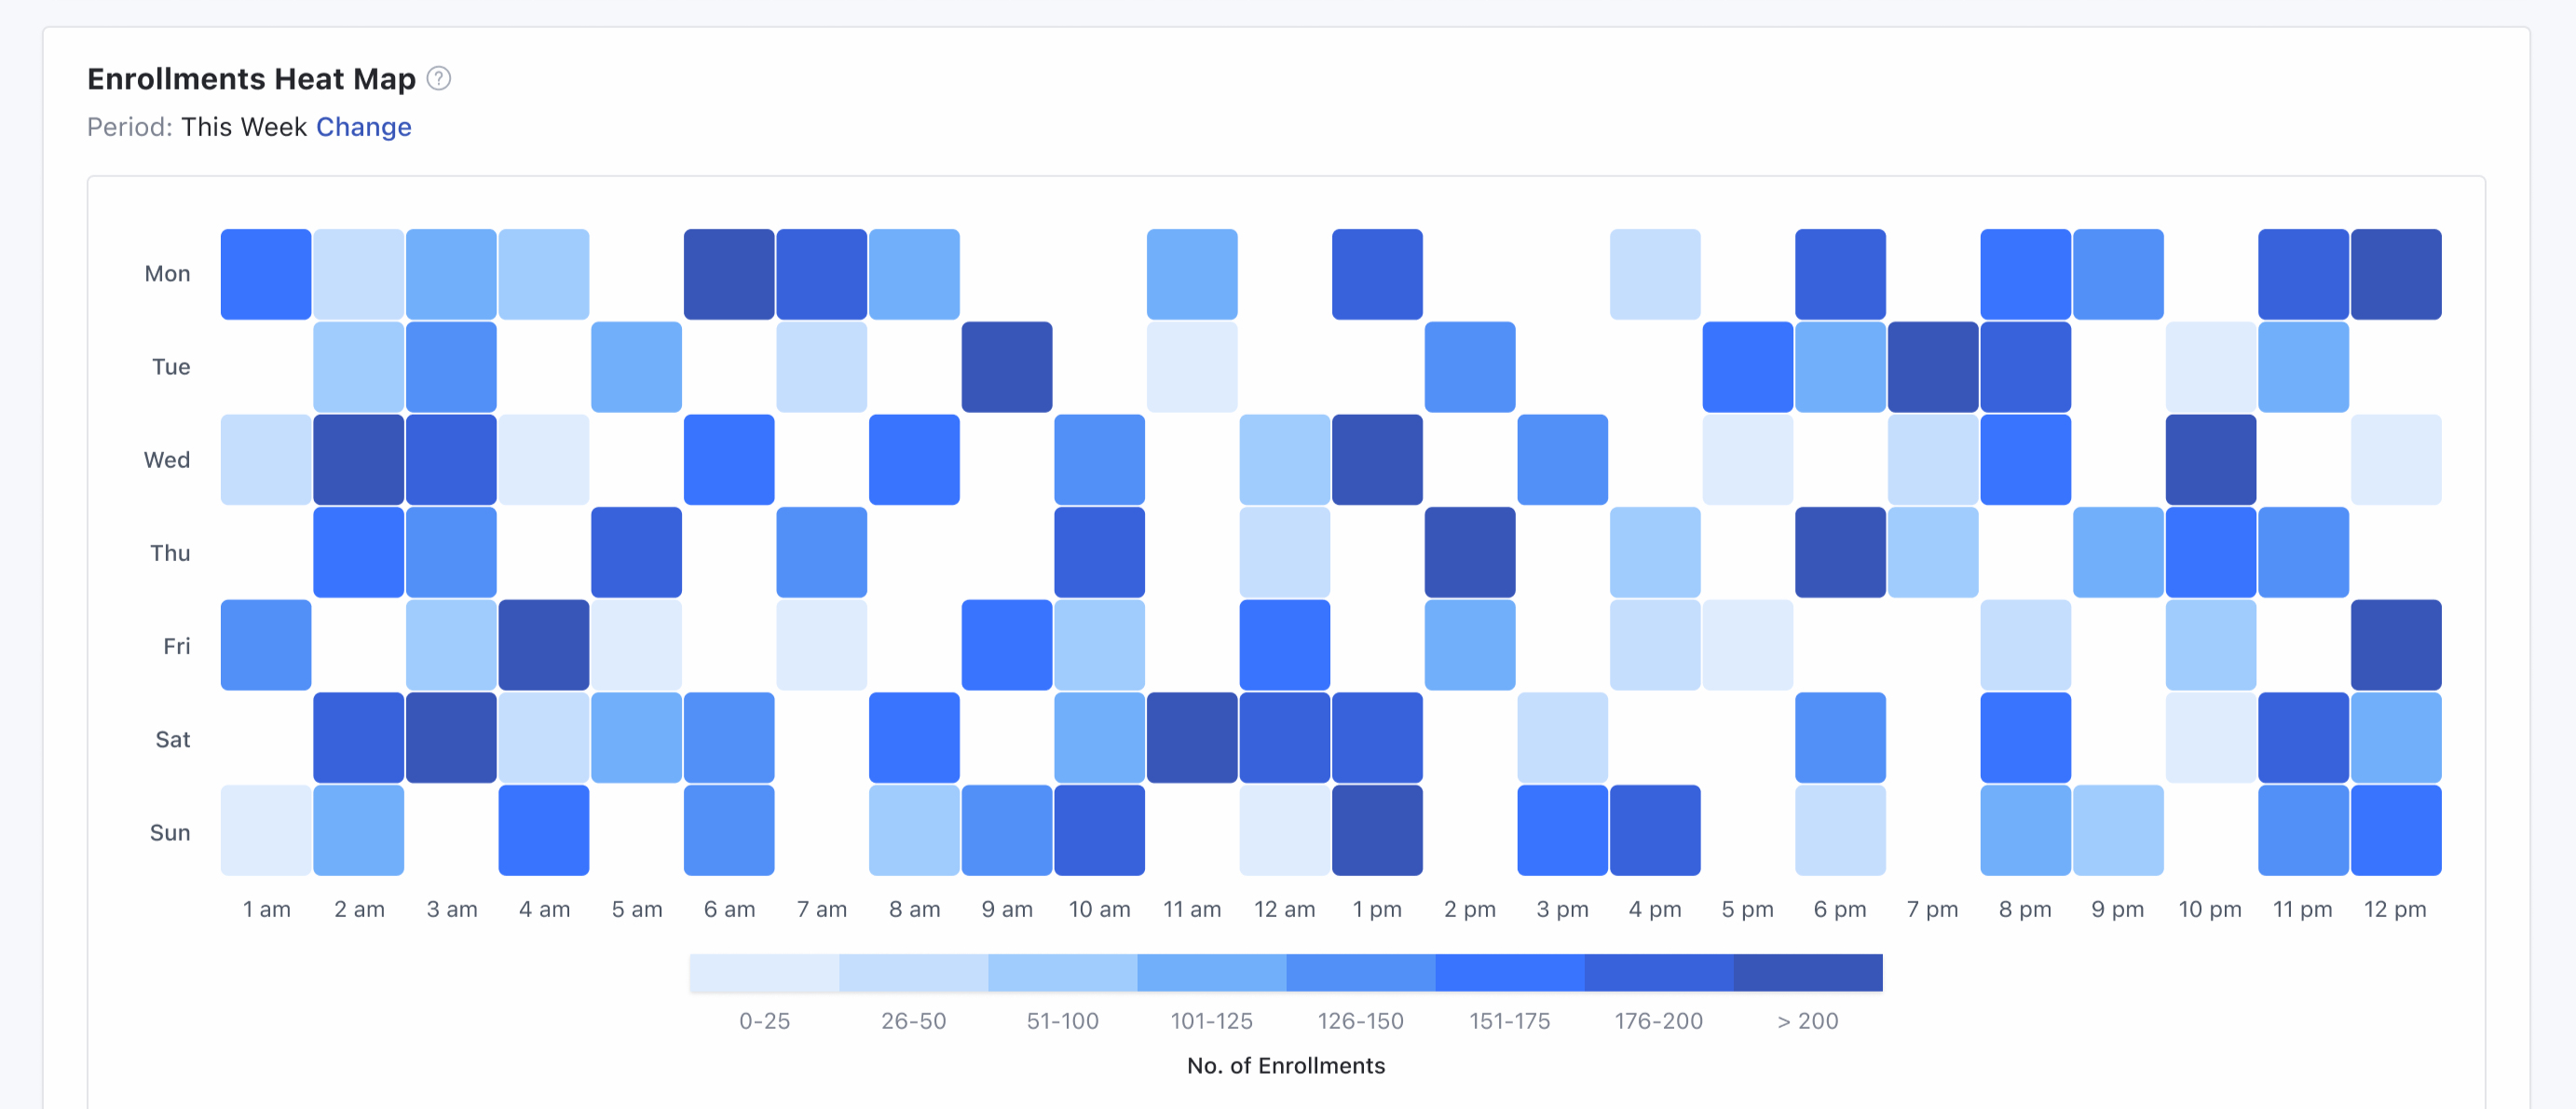 Enrollments Heat Map ?
Period: This Week Change
Mon
Tue
Wed
Thu
Fri
Sat
Sun
1 am 2 am 3 am 4 am 5 am 6 am 7 am 8 am 9 am 10 am 11 am 12 am 1 pm 2 pm 3 pm 4 pm 5 pm 6 pm 7 pm 8 pm 9 pm 10 pm 11 pm 12 pm
0-25 26-50 51-100 101-125 126-150 151-175 176-200 > 200
No. of Enrollments